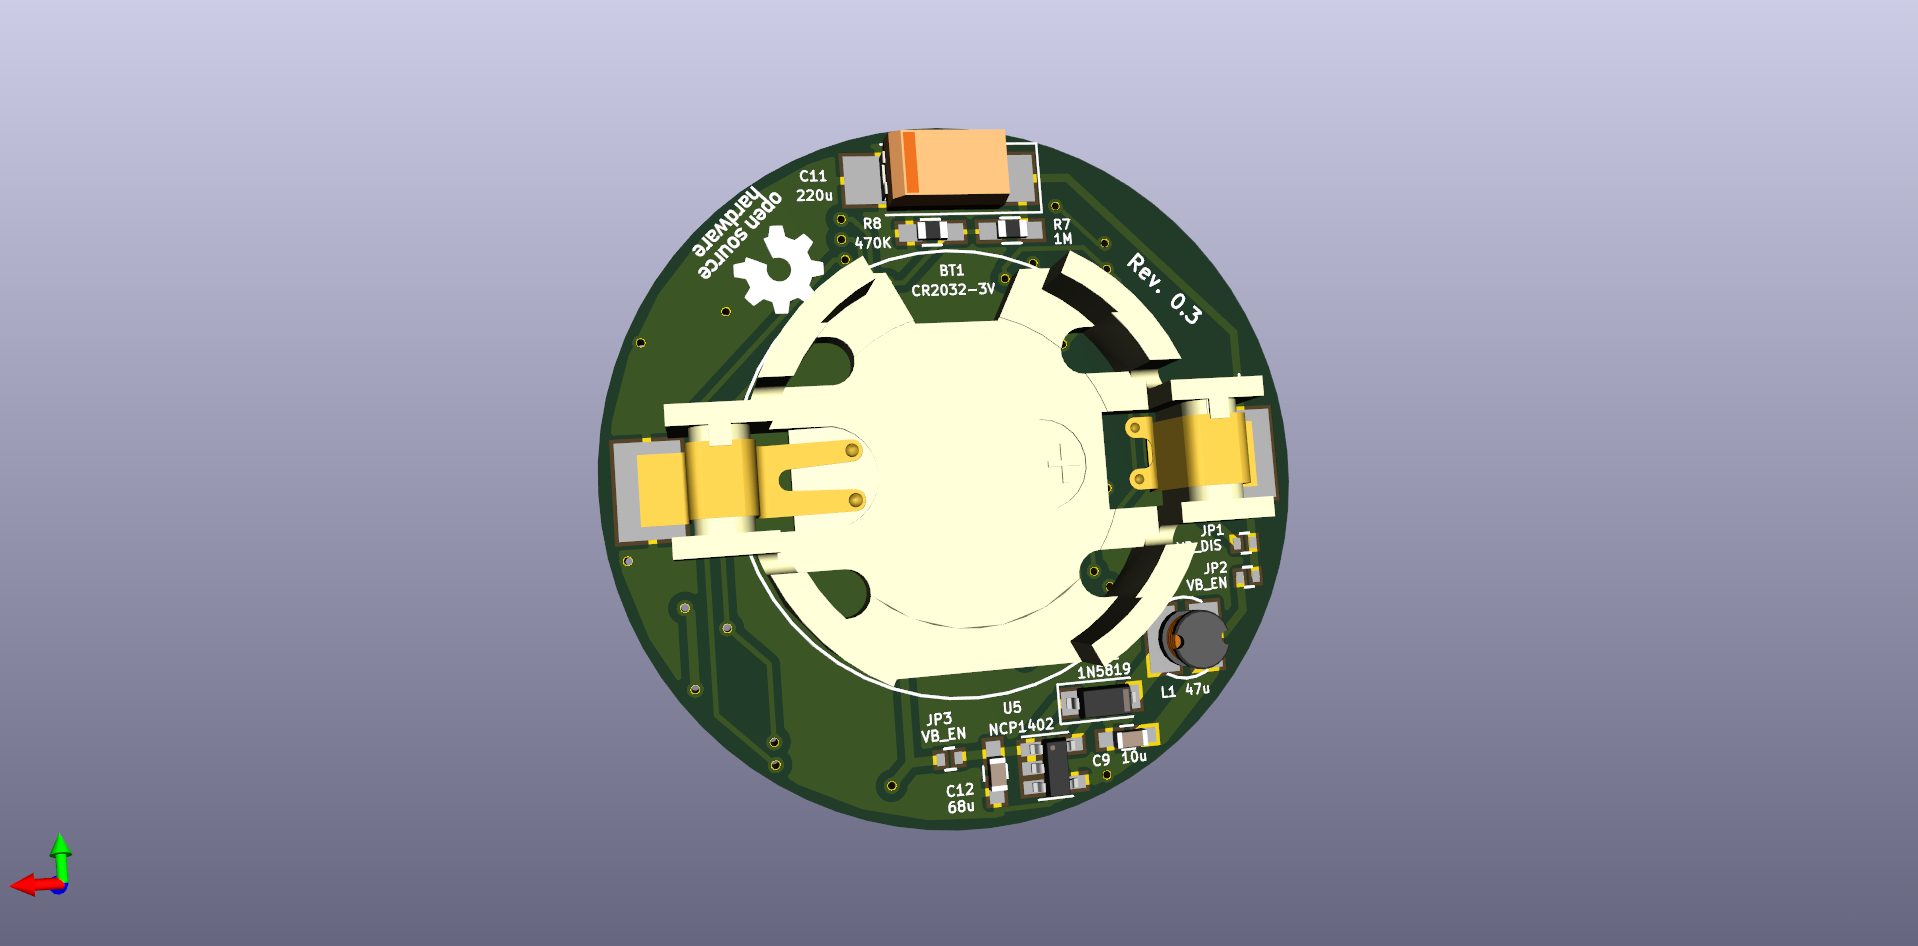 C11
220u
open source
hardware
R8
470K
R7
1M
BT1
CR2032-3V
Rev. 0.3
JP1
_DIS
JP2
VB_EN
1N5819
L1 47u
U5
NCP1402
JP3
VB_EN
C9 10u
C12
68u